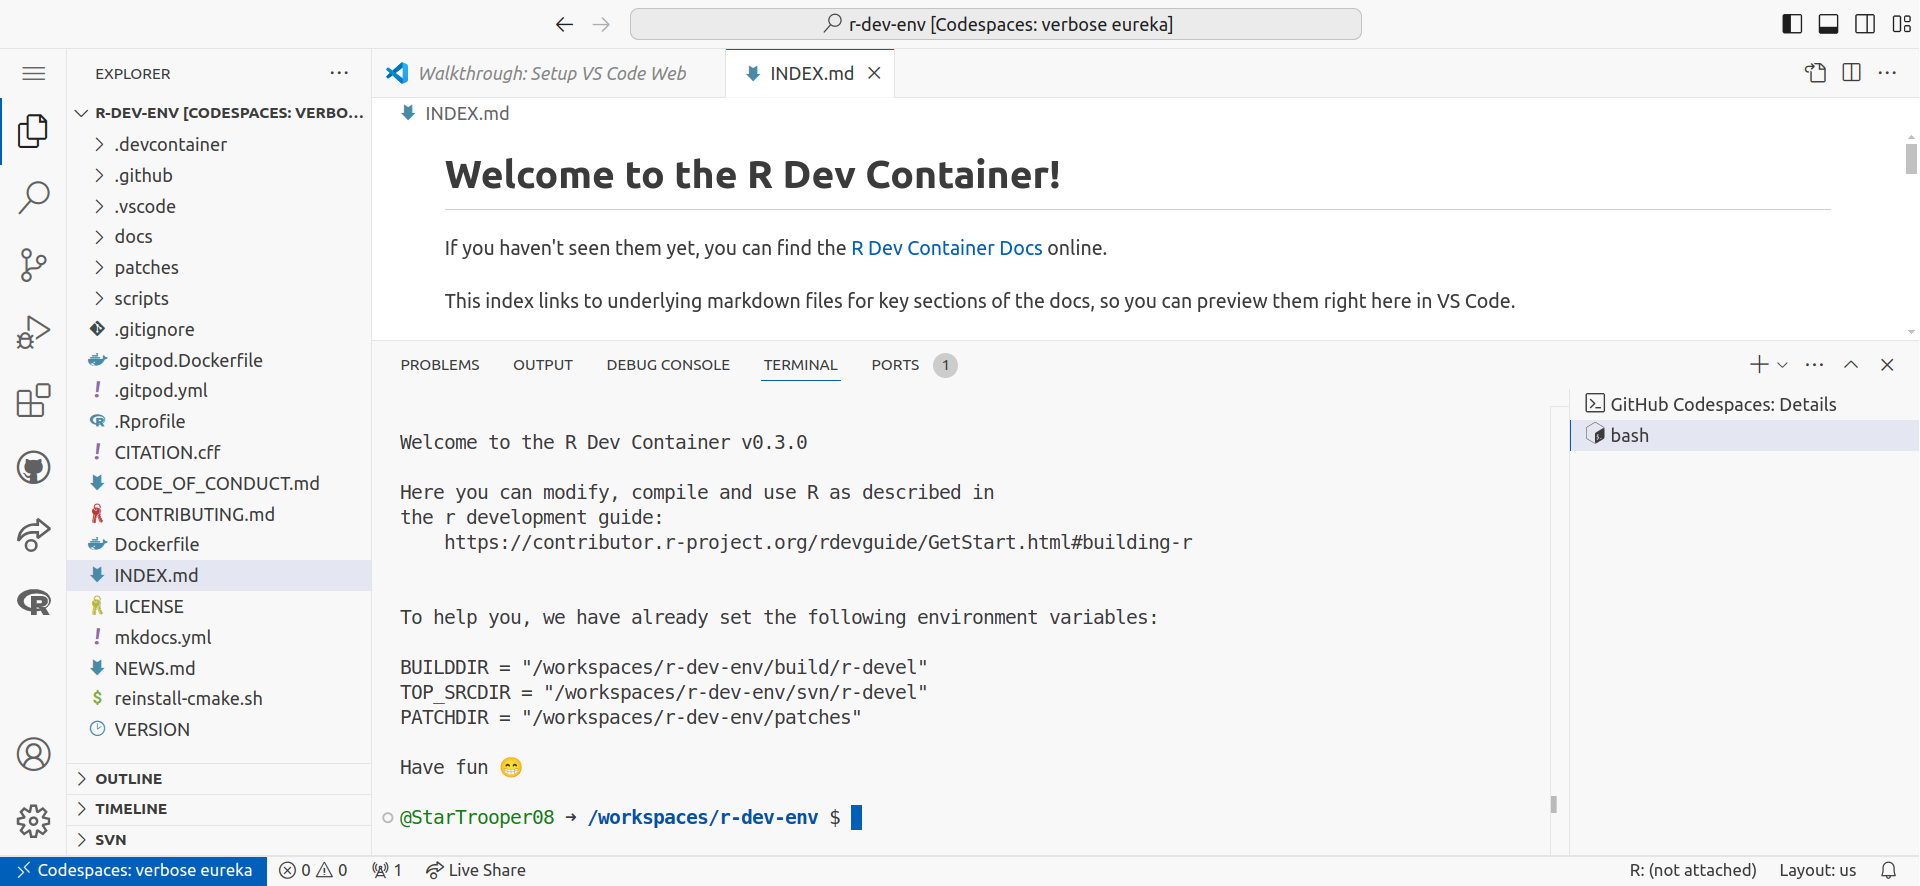 r-dev-env [Codespaces: verbose eureka]
EXPLORER
Walkthrough: Setup VS Code Web
INDEX.md
R-DEV-ENV [CODESPACES: VERBO...
.devcontainer
.github
.vscode
docs
patches
scripts
.gitignore
.gitpod.Dockerfile
.gitpod.yml
.Rprofile
CITATION.cff
CODE_OF_CONDUCT.md
CONTRIBUTING.md
Dockerfile
INDEX.md
LICENSE
mkdocs.yml
NEWS.md
reinstall-cmake.sh
VERSION
OUTLINE
TIMELINE
SVN
INDEX.md
Welcome to the R Dev Container!
If you haven't seen them yet, you can find the R Dev Container Docs online.
This index links to underlying markdown files for key sections of the docs, so you can preview them right here in VS Code.
PROBLEMS OUTPUT DEBUG CONSOLE TERMINAL PORTS 1
Welcome to the R Dev Container v0.3.0
Here you can modify, compile and use R as described in
the r development guide:
https://contributor.r-project.org/rdevguide/GetStart.html#building-r
To help you, we have already set the following environment variables:
BUILDDIR = "/workspaces/r-dev-env/build/r-devel"
TOP_SRCDIR = "/workspaces/r-dev-env/svn/r-devel"
PATCHDIR = "/workspaces/r-dev-env/patches"
Have fun 😁
@StarTrooper08 → /workspaces/r-dev-env $
GitHub Codespaces: Details
bash
Codespaces: verbose eureka 0 0 1 Live Share R: (not attached) Layout: us